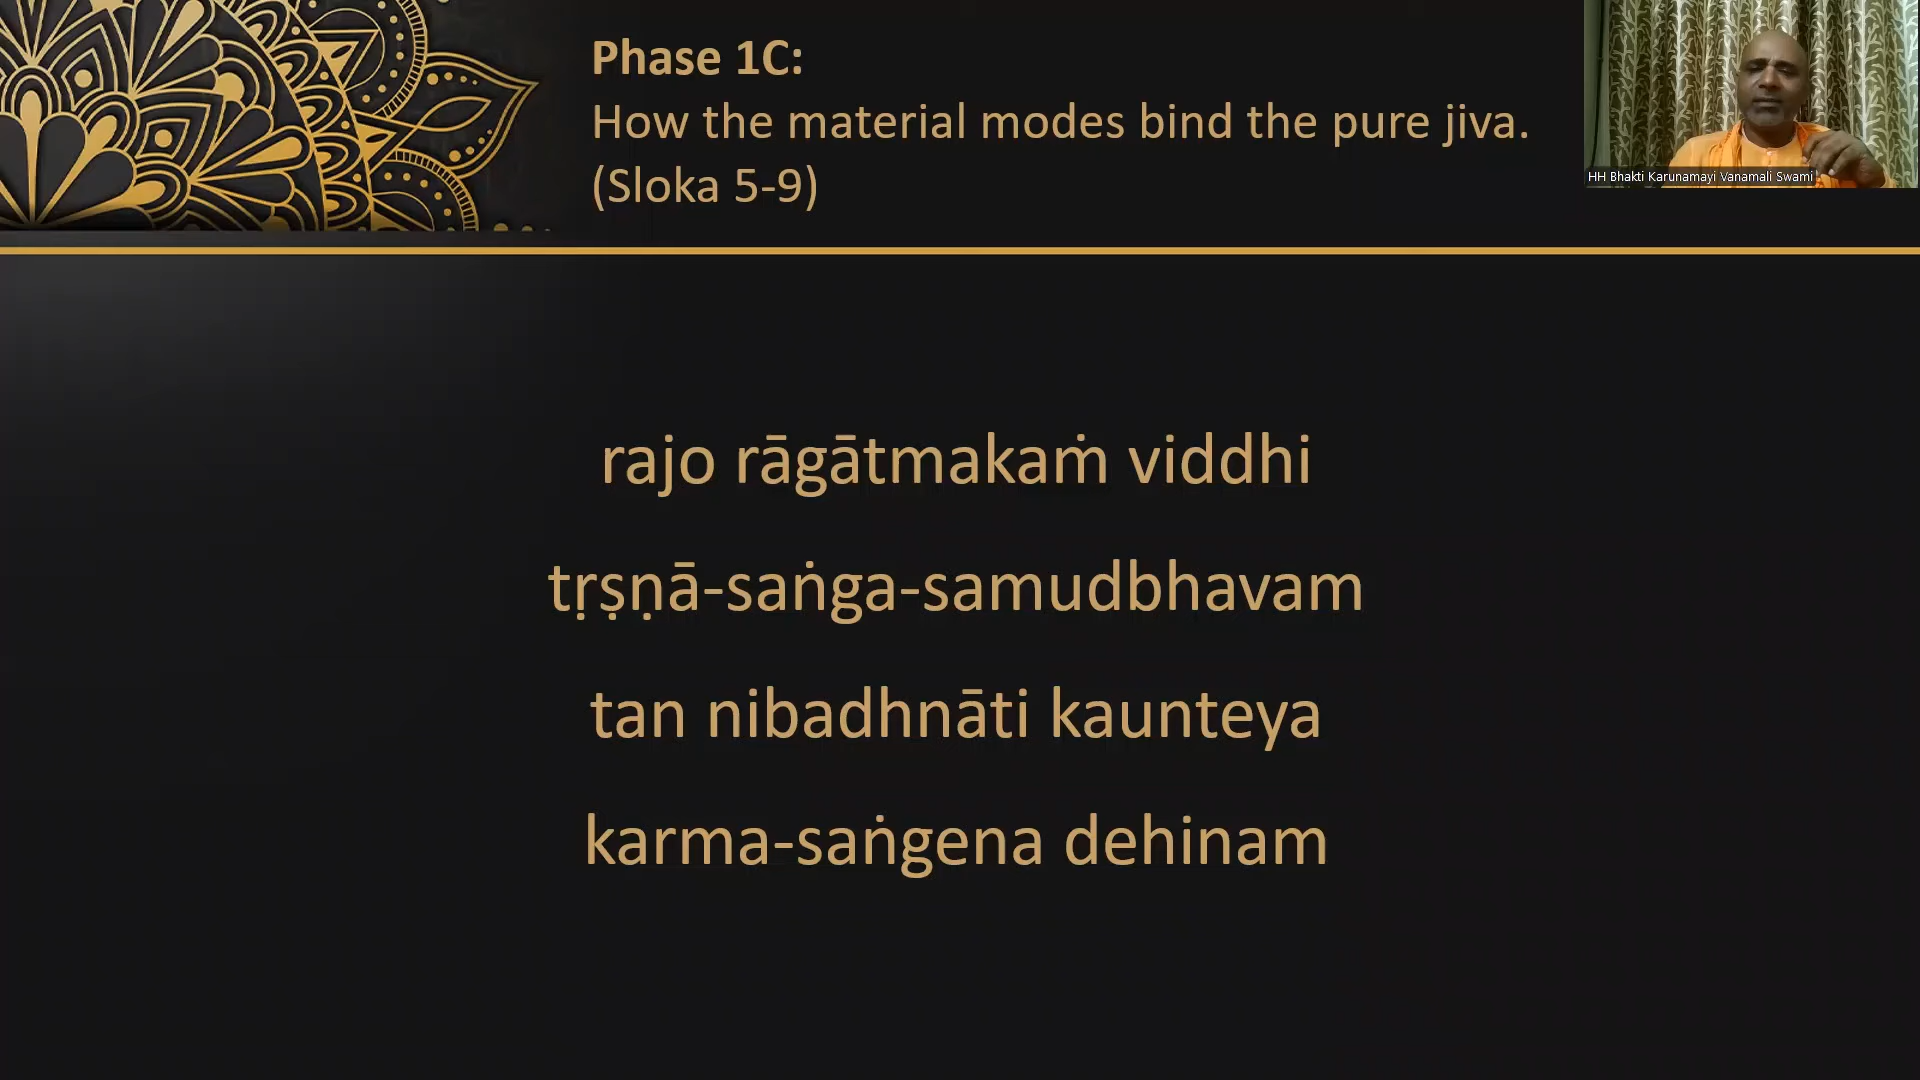 Phase 1C:
How the material modes bind the pure jiva.
(Sloka 5-9)
HH Bhakti Karunamayi Vanamali Swami
rajo rāgātmakaṁ viddhi
tṛṣṇā-saṅga-samudbhavam
tan nibadhnāti kaunteya
karma-saṅgena dehinam